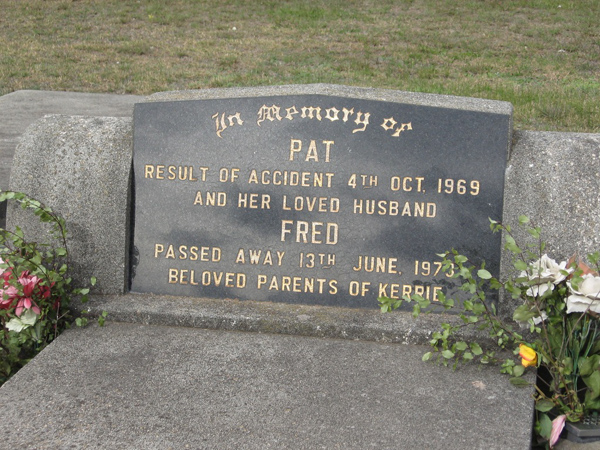 In Memory of
PAT
RESULT OF ACCIDENT 4TH OCT. 1969
AND HER LOVED HUSBAND
FRED
PASSED AWAY 13TH JUNE. 1973
BELOVED PARENTS OF KERRIE